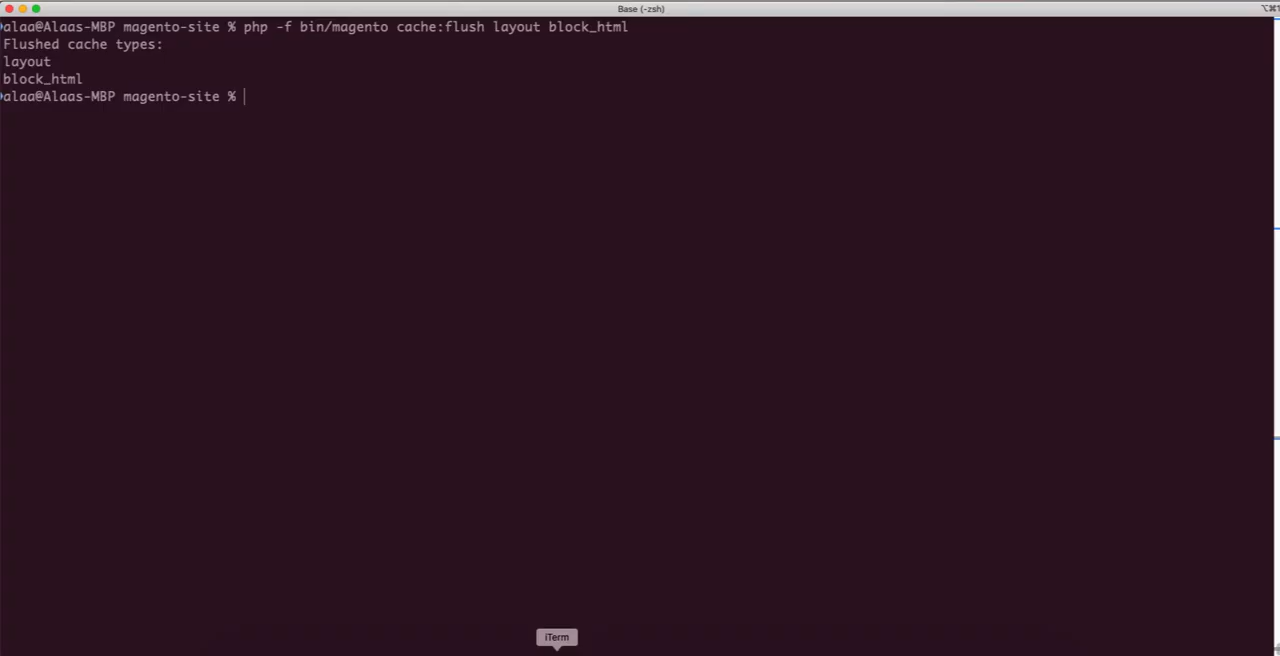 Base (-zsh)
⌥⌘1
alaa@Alaas-MBP magento-site % php -f bin/magento cache:flush layout block_html
Flushed cache types:
layout
block_html
alaa@Alaas-MBP magento-site %
iTerm